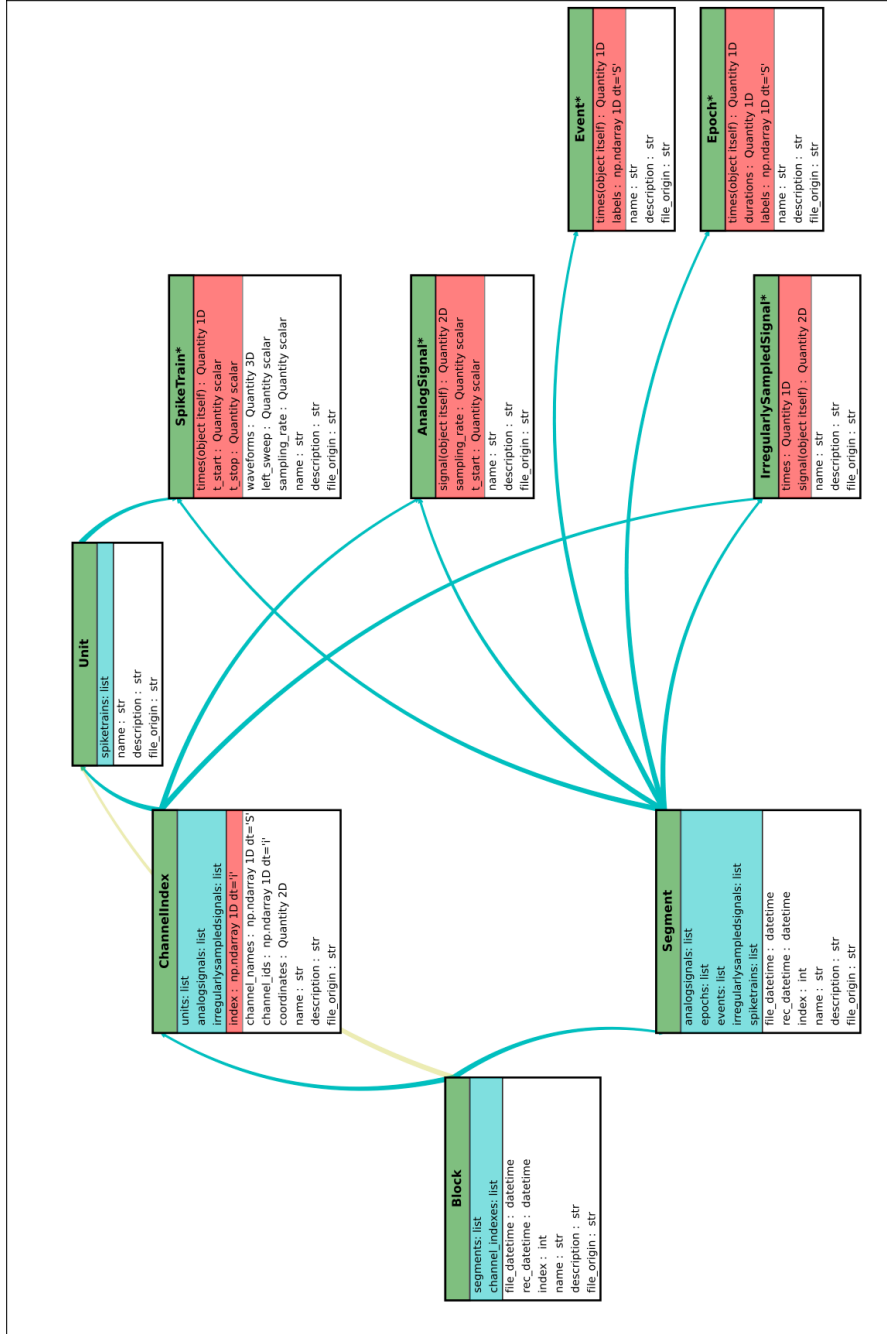 Block
segments: list
channel_indexes: list
file_datetime :  datetime
rec_datetime :  datetime
index :  int
name :  str
description :  str
file_origin :  str
ChannelIndex
units: list
analogsignals: list
irregularlysampledsignals: list
index :  np.ndarray 1D dt='i'
channel_names :  np.ndarray 1D dt='S'
channel_ids :  np.ndarray 1D dt='i'
coordinates :  Quantity 2D
name :  str
description :  str
file_origin :  str
Segment
analogsignals: list
epochs: list
events: list
irregularlysampledsignals: list
spiketrains: list
file_datetime :  datetime
rec_datetime :  datetime
index :  int
name :  str
description :  str
file_origin :  str
Unit
spiketrains: list
name :  str
description :  str
file_origin :  str
SpikeTrain*
times(object itself) :  Quantity 1D
t_start :  Quantity scalar
t_stop :  Quantity scalar
waveforms :  Quantity 3D
left_sweep :  Quantity scalar
sampling_rate :  Quantity scalar
name :  str
description :  str
file_origin :  str
AnalogSignal*
signal(object itself) :  Quantity 2D
sampling_rate :  Quantity scalar
t_start :  Quantity scalar
name :  str
description :  str
file_origin :  str
IrregularlySampledSignal*
times :  Quantity 1D
signal(object itself) :  Quantity 2D
name :  str
description :  str
file_origin :  str
Event*
times(object itself) :  Quantity 1D
labels :  np.ndarray 1D dt='S'
name :  str
description :  str
file_origin :  str
Epoch*
times(object itself) :  Quantity 1D
durations :  Quantity 1D
labels :  np.ndarray 1D dt='S'
name :  str
description :  str
file_origin :  str